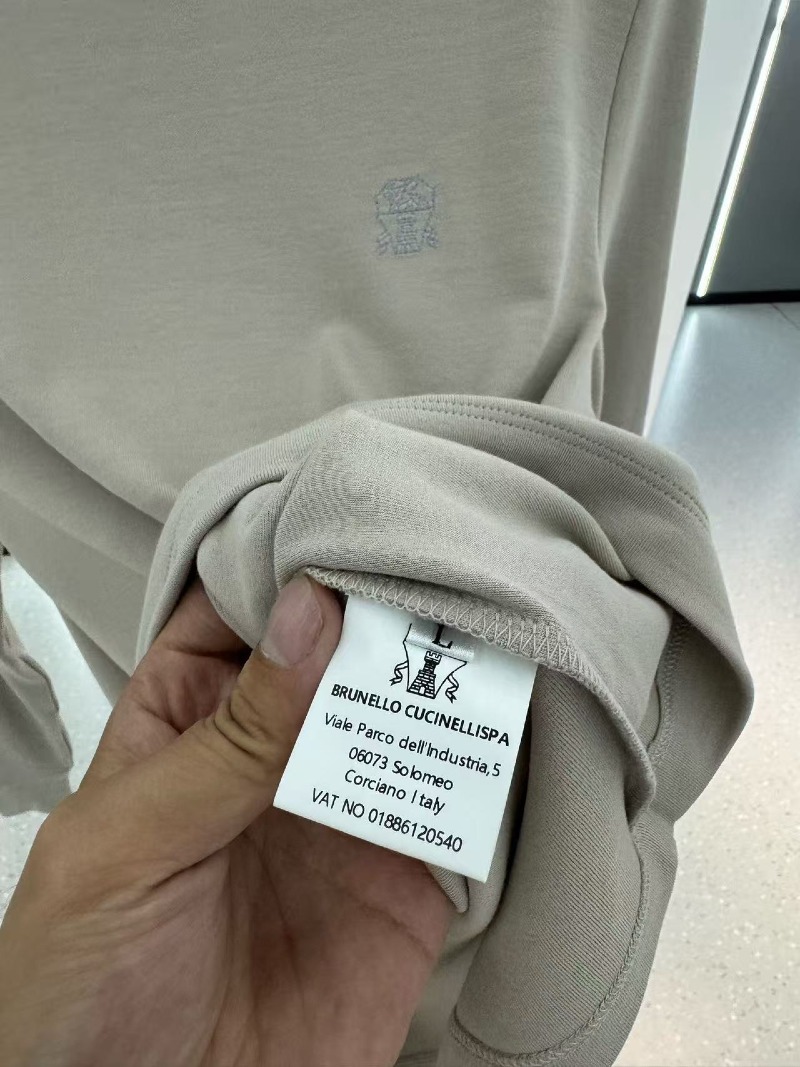 L
BRUNELLO CUCINELLISPA
Viale Parco dell'Industria,5
06073 Solomeo
Corciano I taly
VAT NO 01886120540